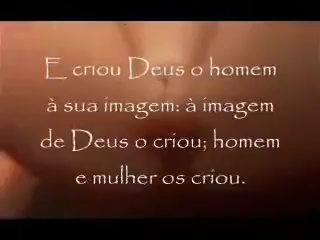 E criou Deus o homem
à sua imagem: à imagem
de Deus o criou; homem
e mulher os criou.